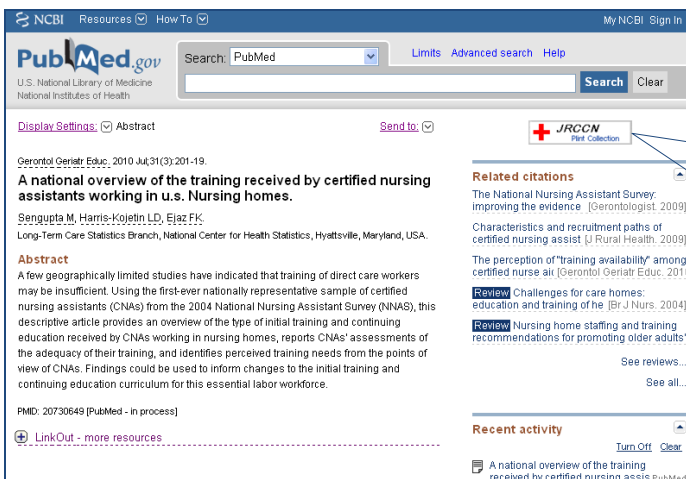 NCBI Resources How To My NCBI Sign In
PubMed.gov
U.S. National Library of Medicine
National Institutes of Health
Search: PubMed
Limits Advanced search Help
Search Clear
Display Settings: Abstract Send to:
Gerontol Geriatr Educ. 2010 Jul;31(3):201-19.
A national overview of the training received by certified nursing
assistants working in u.s. Nursing homes.
Sengupta M, Harris-Kojetin LD, Ejaz FK.
Long-Term Care Statistics Branch, National Center for Health Statistics, Hyattsville, Maryland, USA.
Abstract
A few geographically limited studies have indicated that training of direct care workers
may be insufficient. Using the first-ever nationally representative sample of certified
nursing assistants (CNAs) from the 2004 National Nursing Assistant Survey (NNAS), this
descriptive article provides an overview of the type of initial training and continuing
education received by CNAs working in nursing homes, reports CNAs' assessments of
the adequacy of their training, and identifies perceived training needs from the points of
view of CNAs. Findings could be used to inform changes to the initial training and
continuing education curriculum for this essential labor workforce.
PMID: 20730649 [PubMed - in process]
LinkOut - more resources
JRCCN
Print Collection
Related citations
The National Nursing Assistant Survey:
improving the evidence [Gerontologist. 2009]
Characteristics and recruitment paths of
certified nursing assist [J Rural Health. 2009]
The perception of "training availability" among
certified nurse aid [Gerontol Geriatr Educ. 201
Review Challenges for care homes:
education and training of he [Br J Nurs. 2004]
Review Nursing home staffing and training
recommendations for promoting older adults'
See reviews...
See all...
Recent activity
Turn Off Clear
A national overview of the training
received by certified nursing assis PubMed